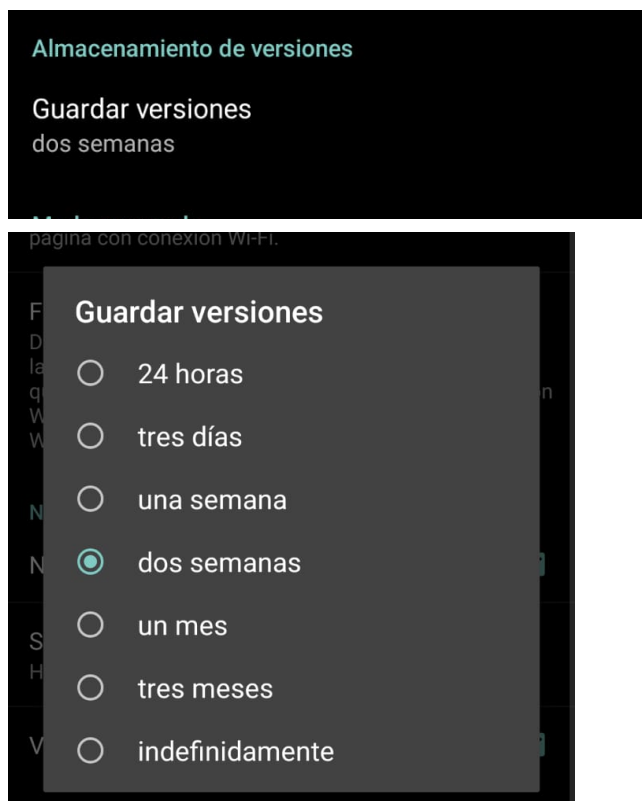 Almacenamiento de versiones
Guardar versiones
dos semanas
página con conexión Wi-Fi.
Guardar versiones
24 horas
tres días
una semana
dos semanas
un mes
tres meses
indefinidamente